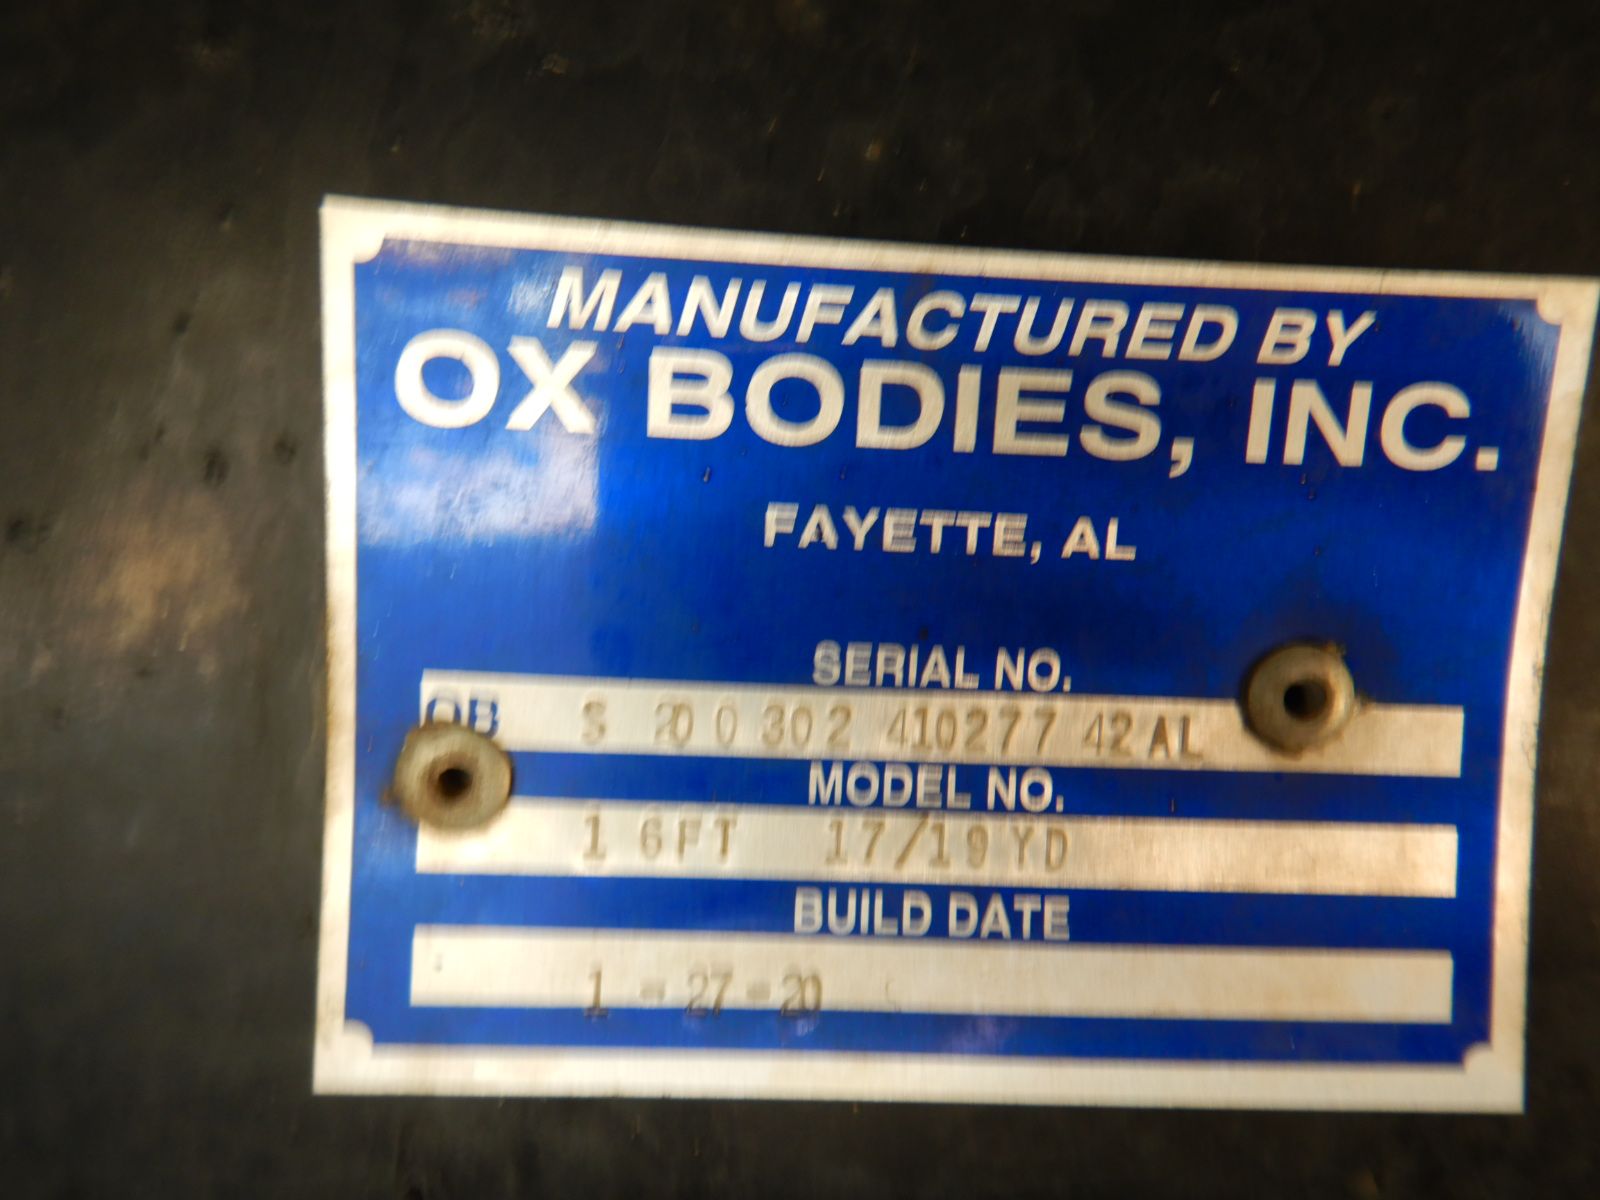 MANUFACTURED BY
OX BODIES, INC.
FAYETTE, AL
SERIAL NO.
OB S 20 0 302 410277 42 AL
MODEL NO.
1 6FT 17/19 YD
BUILD DATE
1 - 27 - 20